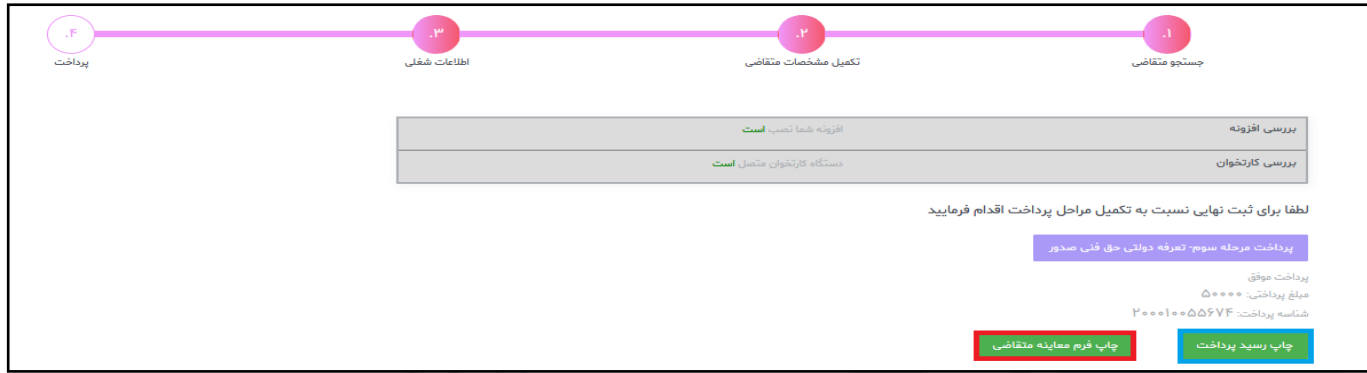 ۱.
۲.
۳.
۴.
جستجو متقاضی
تکمیل مشخصات متقاضی
اطلاعات شغلی
پرداخت
بررسی افزونه
افزونه شما نصب است
بررسی کارتخوان
دستگاه کارتخوان متصل است
لطفا برای ثبت نهایی نسبت به تکمیل مراحل پرداخت اقدام فرمایید
پرداخت مرحله سوم- تعرفه دولتی حق فنی صدور
پرداخت موفق
مبلغ پرداختی: ۵۰۰۰۰
شناسه پرداخت: ۲۰۰۰۱۰۰۵۵۶۷۴
چاپ رسید پرداخت
چاپ فرم معاینه متقاضی